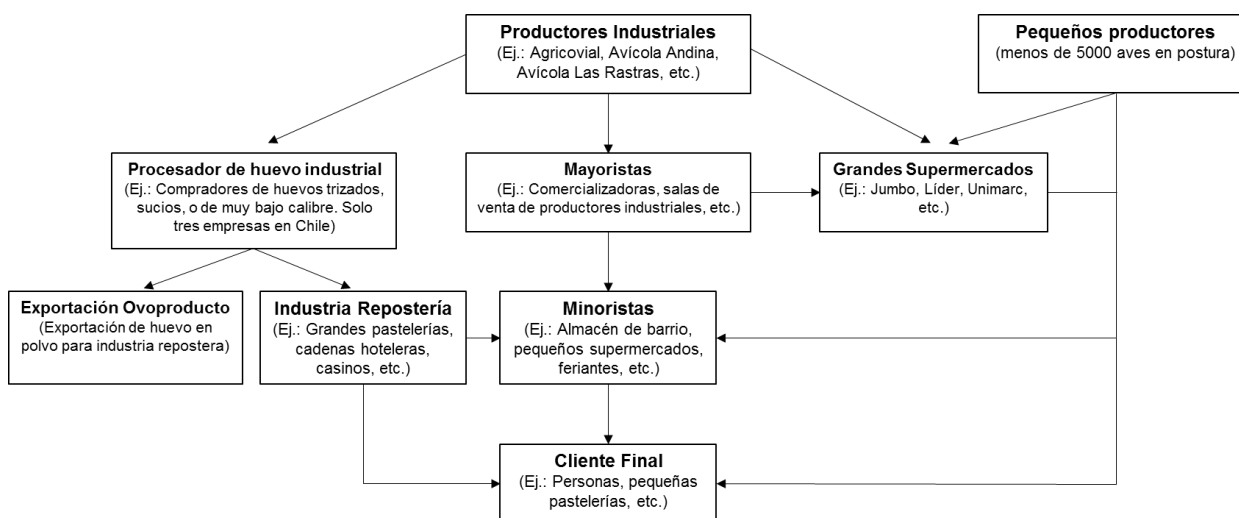 Productores Industriales
(Ej.: Agricovial, Avícola Andina,
Avícola Las Rastras, etc.)
Pequeños productores
(menos de 5000 aves en postura)
Procesador de huevo industrial
(Ej.: Compradores de huevos trizados,
sucios, o de muy bajo calibre. Solo
tres empresas en Chile)
Mayoristas
(Ej.: Comercializadoras, salas de
venta de productores industriales, etc.)
Grandes Supermercados
(Ej.: Jumbo, Líder, Unimarc,
etc.)
Exportación Ovoproducto
(Exportación de huevo en
polvo para industria repostera)
Industria Repostería
(Ej.: Grandes pastelerías,
cadenas hoteleras,
casinos, etc.)
Minoristas
(Ej.: Almacén de barrio,
pequeños supermercados,
feriantes, etc.)
Cliente Final
(Ej.: Personas, pequeñas
pastelerías, etc.)